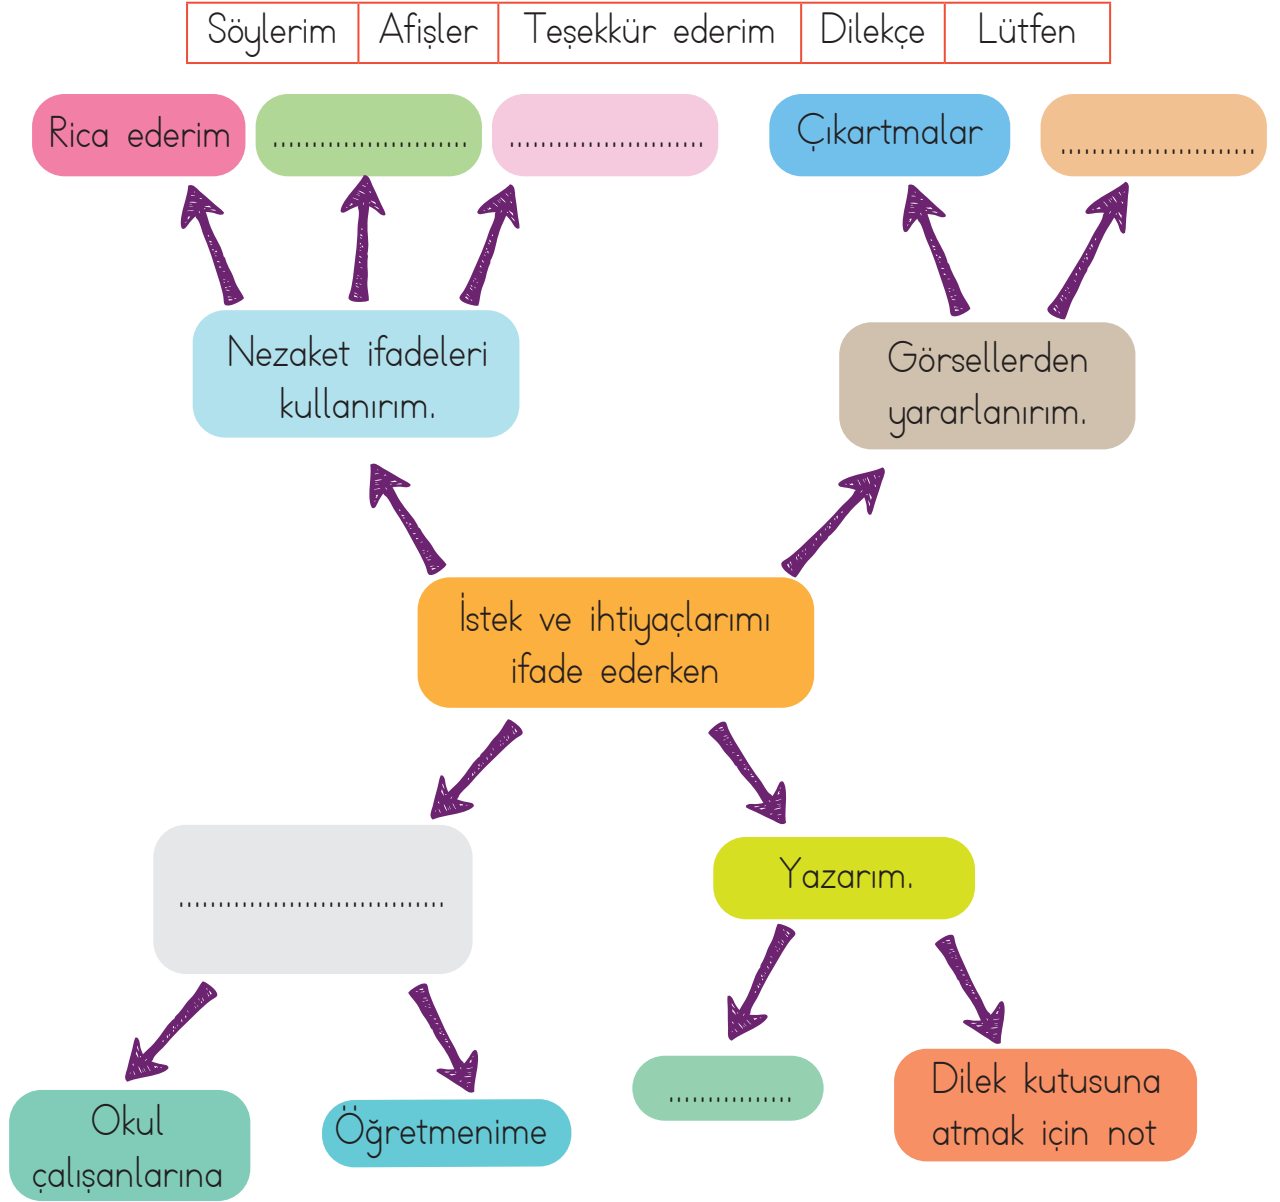 Söylerim Afişler Teşekkür ederim Dilekçe Lütfen
Rica ederim
........................
........................
Çıkartmalar
........................
Nezaket ifadeleri
kullanırım.
Görsellerden
yararlanırım.
İstek ve ihtiyaçlarımı
ifade ederken
..................................
Yazarım.
Okul
çalışanlarına
Öğretmenime
................
Dilek kutusuna
atmak için not